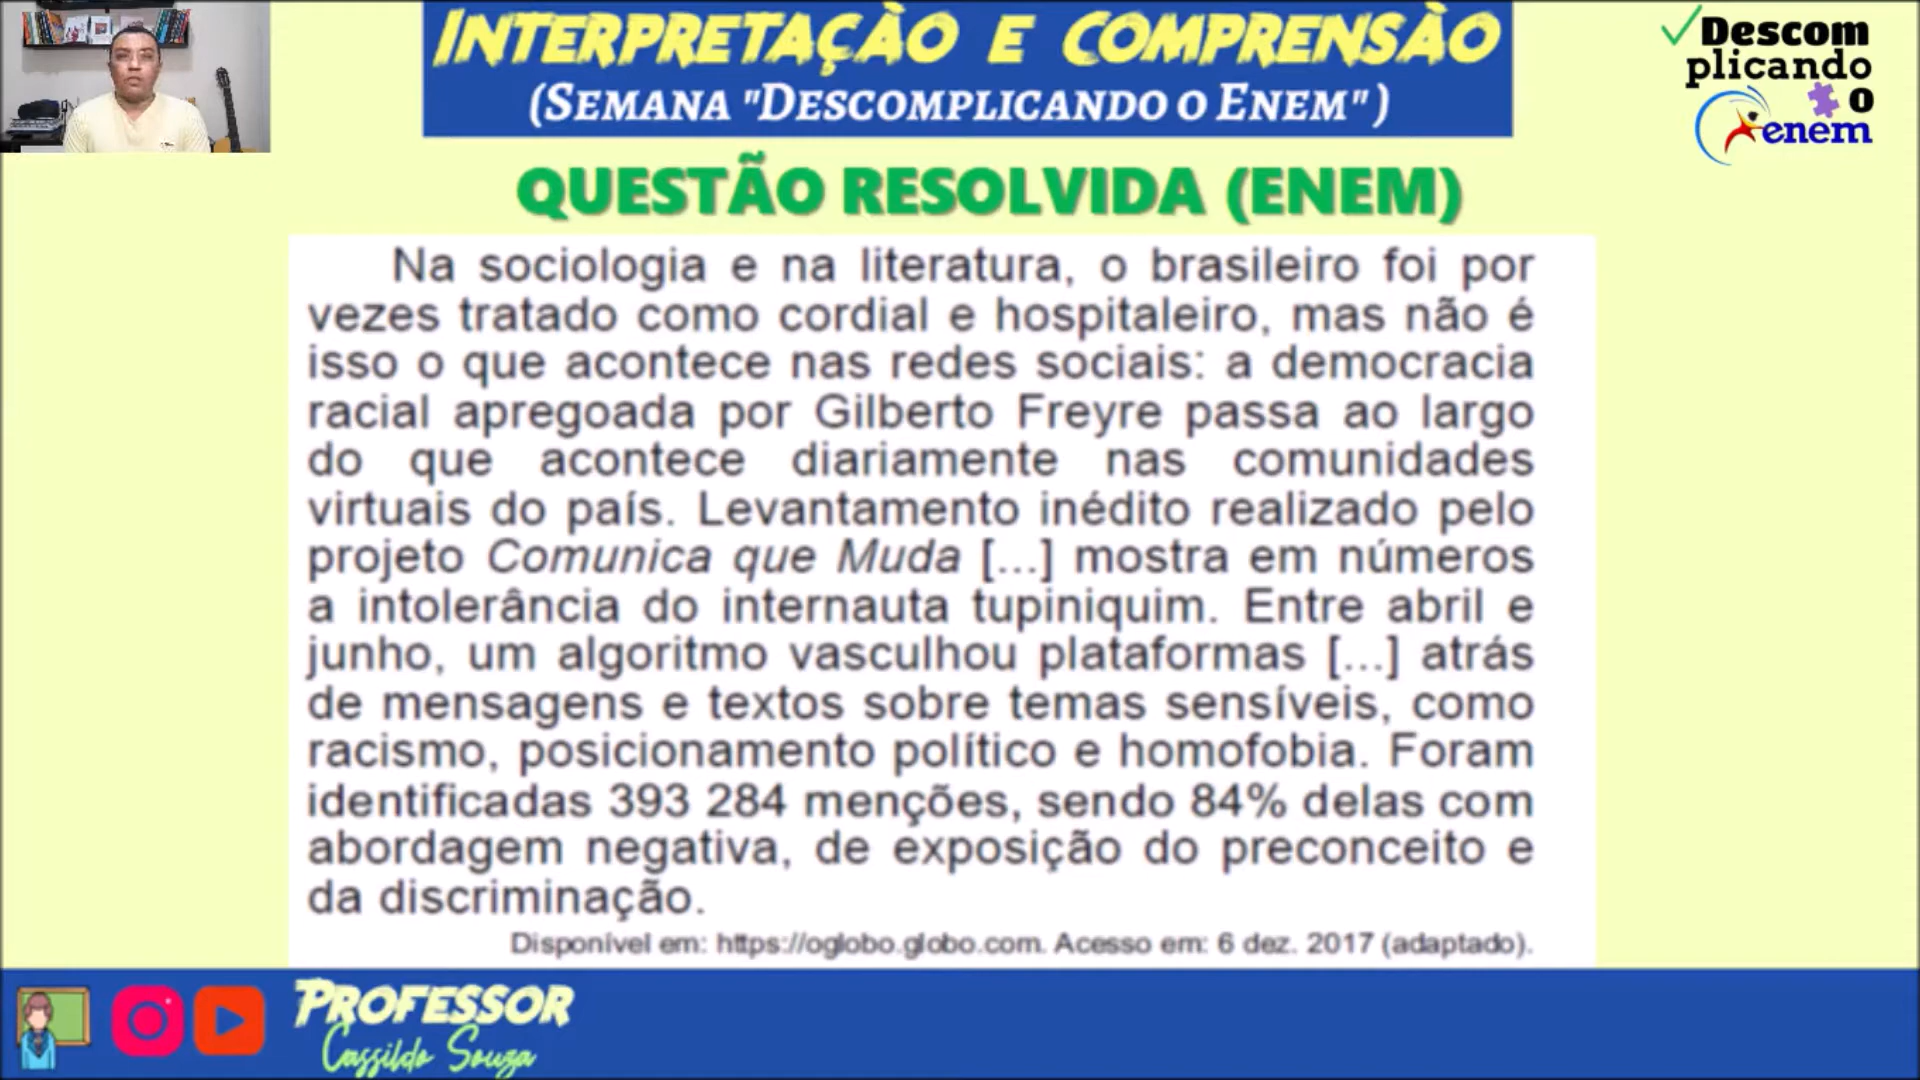 INTERPRETAÇÃO E COMPRENSÃO
(SEMANA "DESCOMPLICANDO O ENEM" )
Descom
plicando
o
enem
QUESTÃO RESOLVIDA (ENEM)
Na sociologia e na literatura, o brasileiro foi por
vezes tratado como cordial e hospitaleiro, mas não é
isso o que acontece nas redes sociais: a democracia
racial apregoada por Gilberto Freyre passa ao largo
do que acontece diariamente nas comunidades
virtuais do país. Levantamento inédito realizado pelo
projeto Comunica que Muda [...] mostra em números
a intolerância do internauta tupiniquim. Entre abril e
junho, um algoritmo vasculhou plataformas [...] atrás
de mensagens e textos sobre temas sensíveis, como
racismo, posicionamento político e homofobia. Foram
identificadas 393 284 menções, sendo 84% delas com
abordagem negativa, de exposição do preconceito e
da discriminação.
Disponível em: https://oglobo.globo.com. Acesso em: 6 dez. 2017 (adaptado).
PROFESSOR
Cassildo Souza